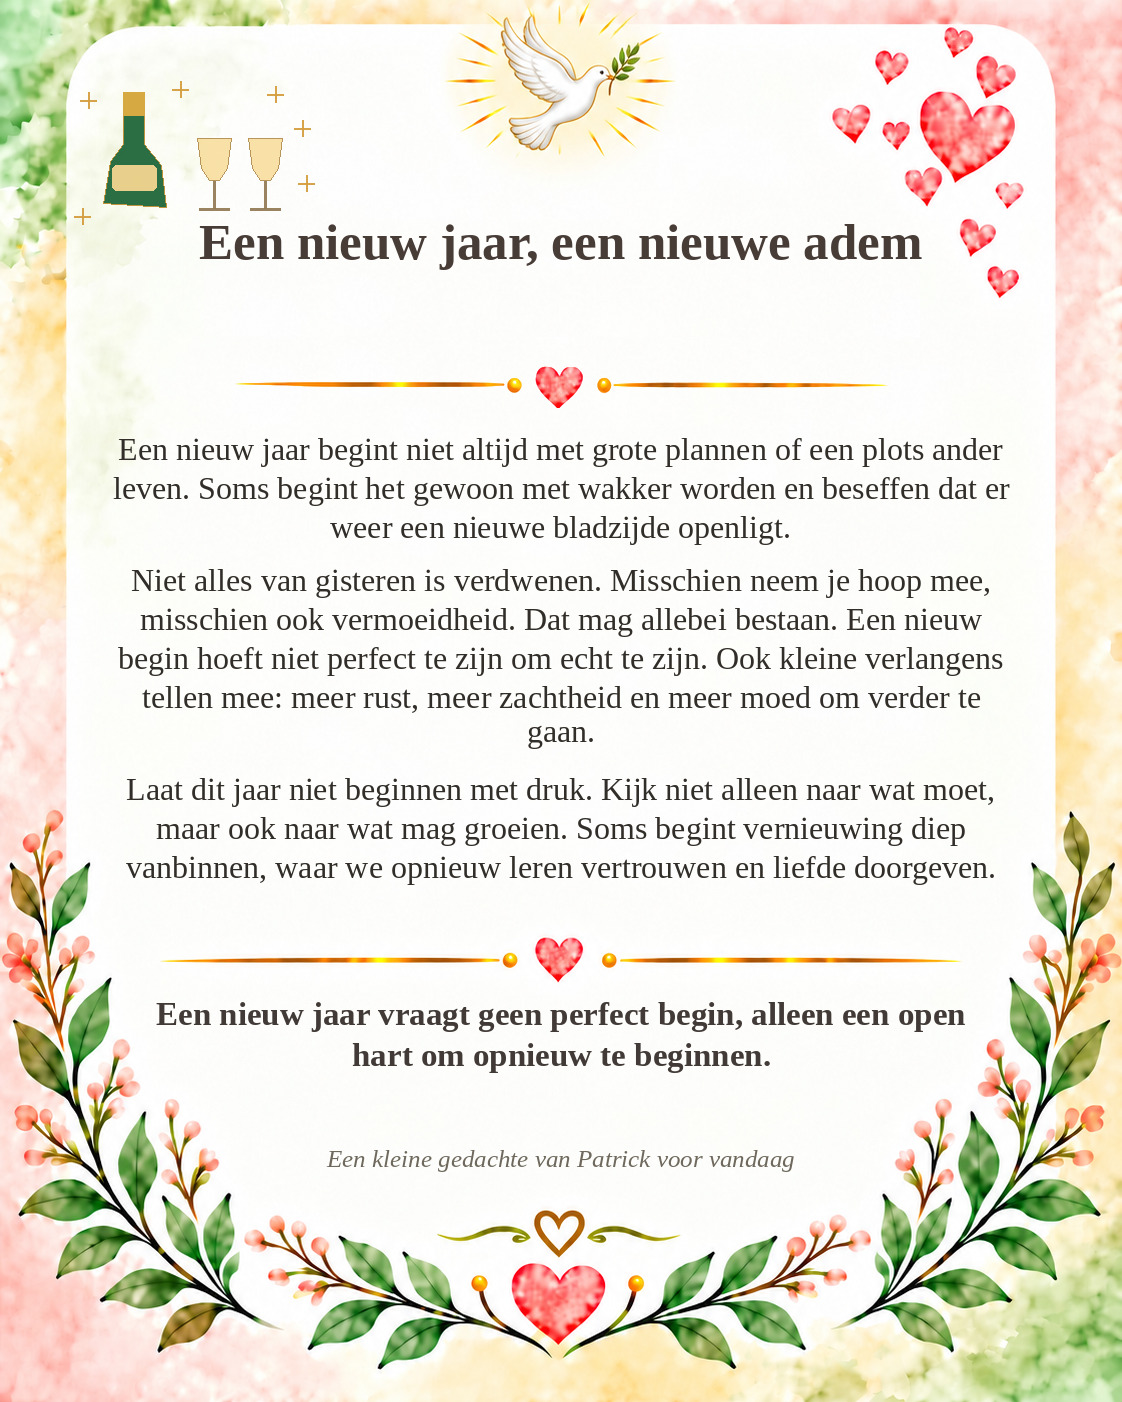 Een nieuw jaar, een nieuwe adem
Een nieuw jaar begint niet altijd met grote plannen of een plots ander
leven. Soms begint het gewoon met wakker worden en beseffen dat er
weer een nieuwe bladzijde openligt.
Niet alles van gisteren is verdwenen. Misschien neem je hoop mee,
misschien ook vermoeidheid. Dat mag allebei bestaan. Een nieuw
begin hoeft niet perfect te zijn om echt te zijn. Ook kleine verlangens
tellen mee: meer rust, meer zachtheid en meer moed om verder te
gaan.
Laat dit jaar niet beginnen met druk. Kijk niet alleen naar wat moet,
maar ook naar wat mag groeien. Soms begint vernieuwing diep
vanbinnen, waar we opnieuw leren vertrouwen en liefde doorgeven.
Een nieuw jaar vraagt geen perfect begin, alleen een open
hart om opnieuw te beginnen.
Een kleine gedachte van Patrick voor vandaag